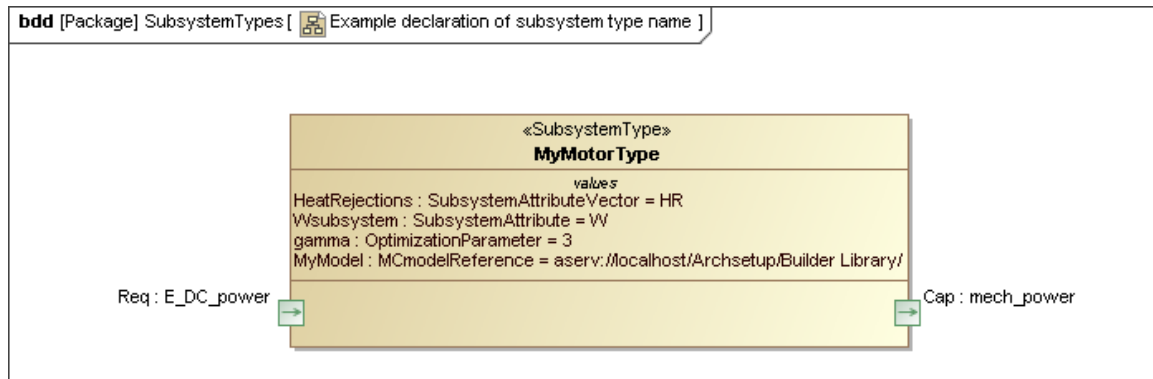 bdd [Package] SubsystemTypes [ Example declaration of subsystem type name ]
«SubsystemType»
MyMotorType
values
HeatRejections : SubsystemAttributeVector = HR
Wsubsystem : SubsystemAttribute = W
gamma : OptimizationParameter = 3
MyModel : MCmodelReference = aserv://localhost/Archsetup/Builder Library/
Req : E_DC_power
Cap : mech_power